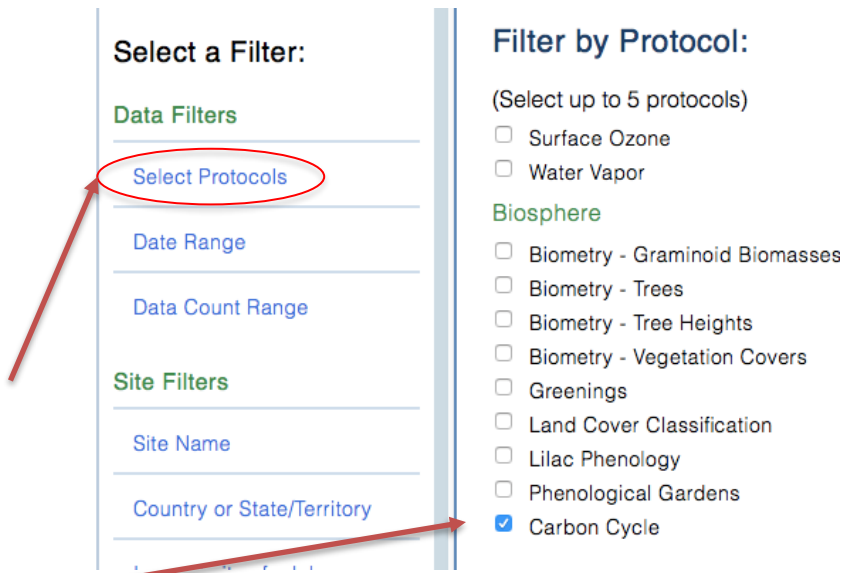 Select a Filter:
Data Filters
Select Protocols
Date Range
Data Count Range
Site Filters
Site Name
Country or State/Territory
Filter by Protocol:
(Select up to 5 protocols)
Surface Ozone
Water Vapor
Biosphere
Biometry - Graminoid Biomasses
Biometry - Trees
Biometry - Tree Heights
Biometry - Vegetation Covers
Greenings
Land Cover Classification
Lilac Phenology
Phenological Gardens
Carbon Cycle